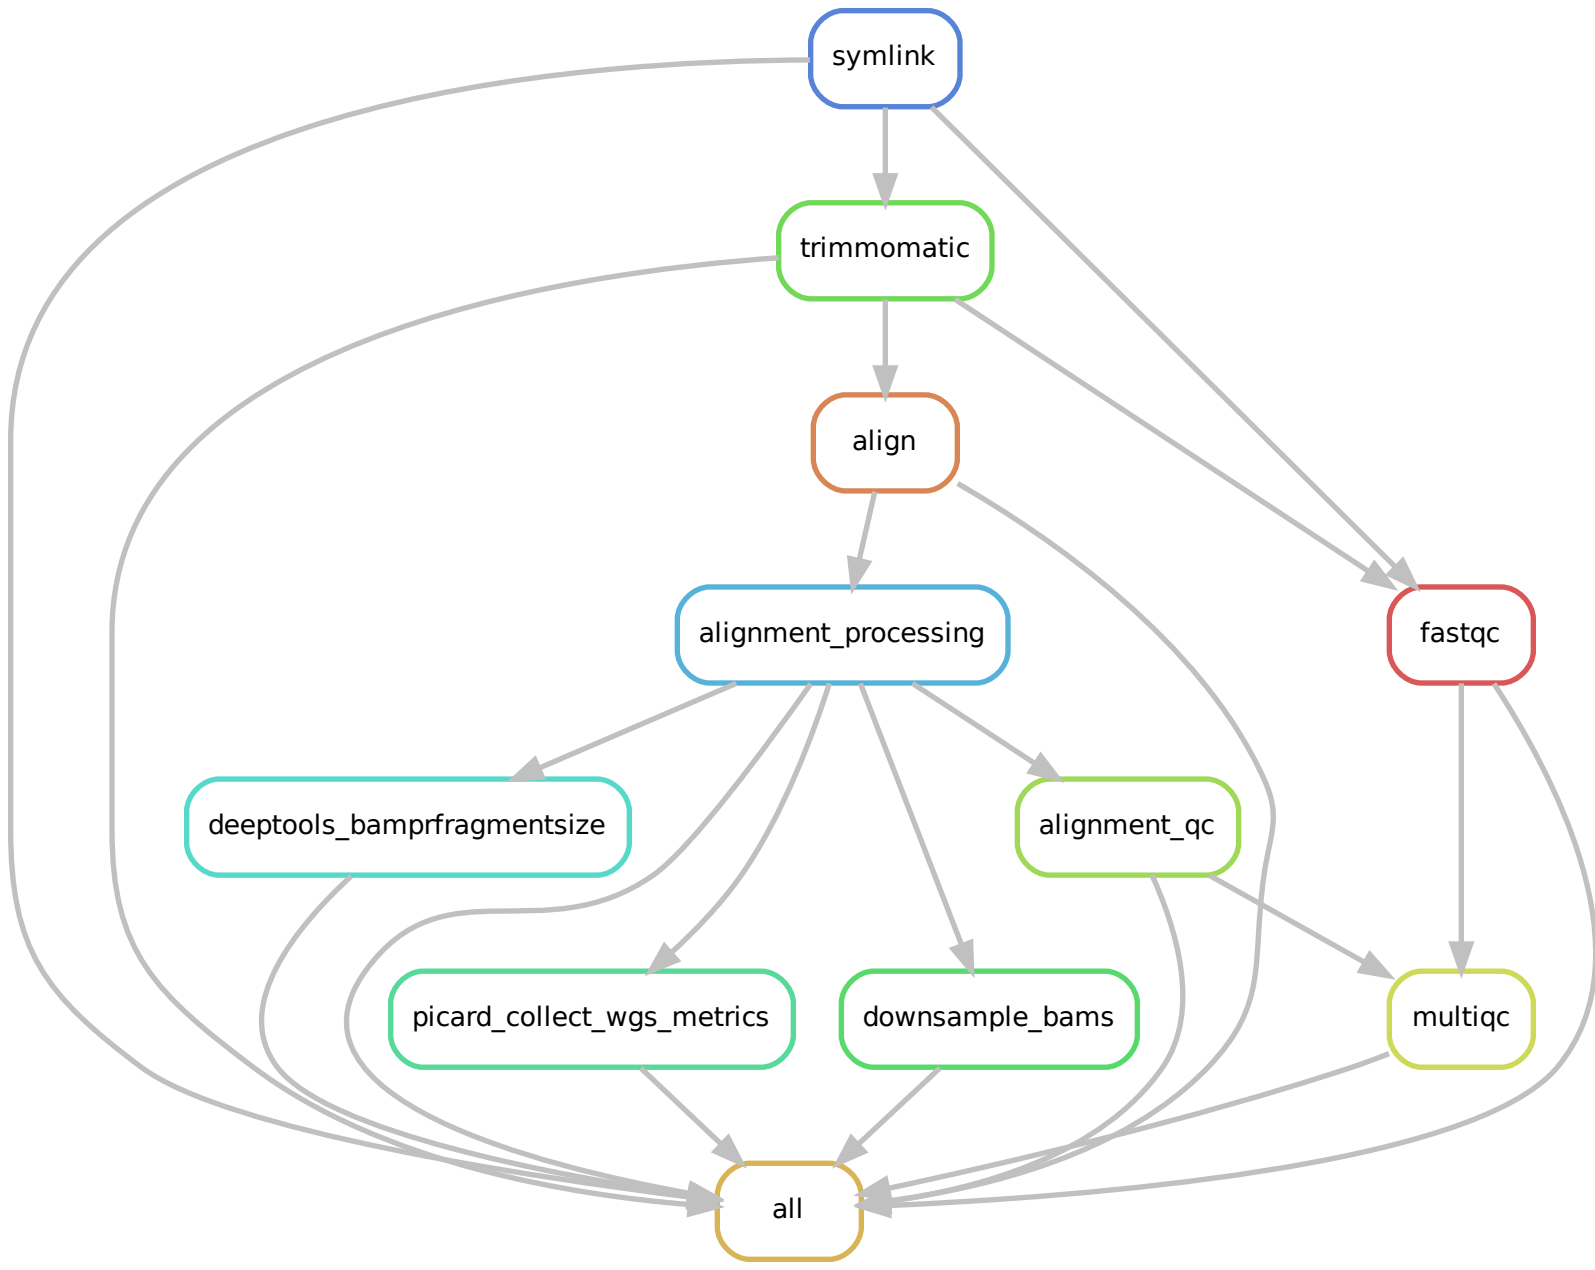 symlink
trimmomatic
align
alignment_processing
fastqc
deeptools_bamprfragmentsize
alignment_qc
picard_collect_wgs_metrics
downsample_bams
multiqc
all